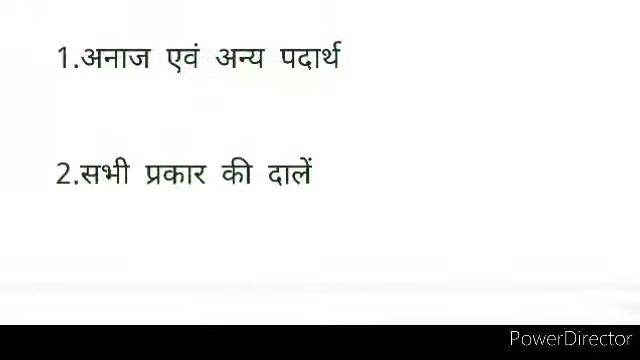 1.अनाज एवं अन्य पदार्थ
2.सभी प्रकार की दालें
PowerDirector